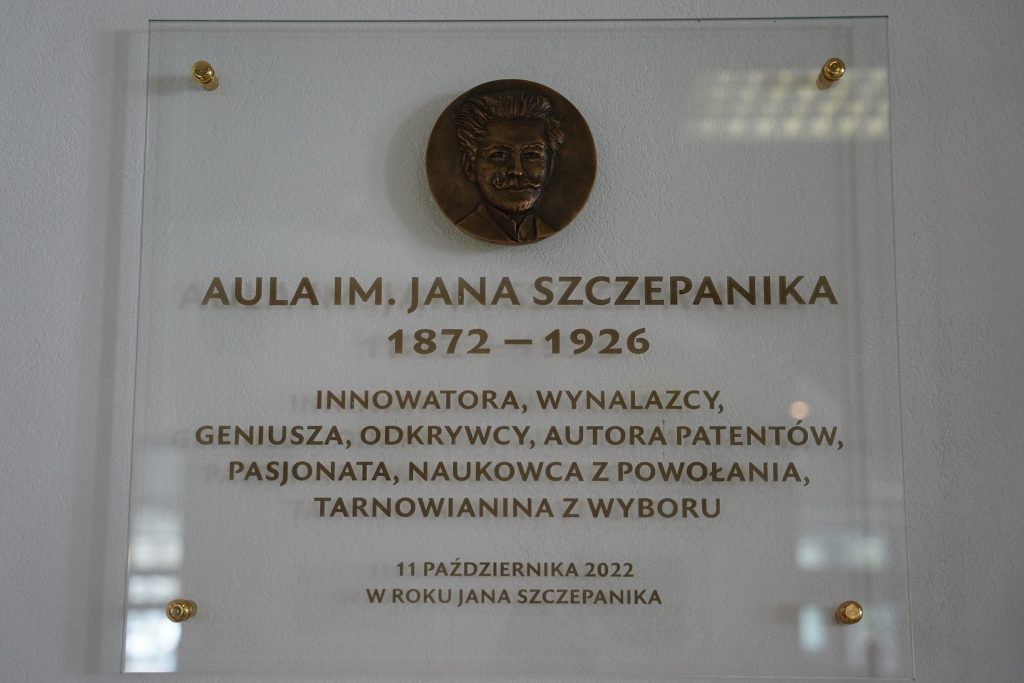 AULA IM. JANA SZCZEPANIKA
1872 – 1926
INNOWATORA, WYNALAZCY,
GENIUSZA, ODKRYWCY, AUTORA PATENTÓW,
PASJONATA, NAUKOWCA Z POWOŁANIA,
TARNOWIANINA Z WYBORU
11 PAŹDZIERNIKA 2022
W ROKU JANA SZCZEPANIKA